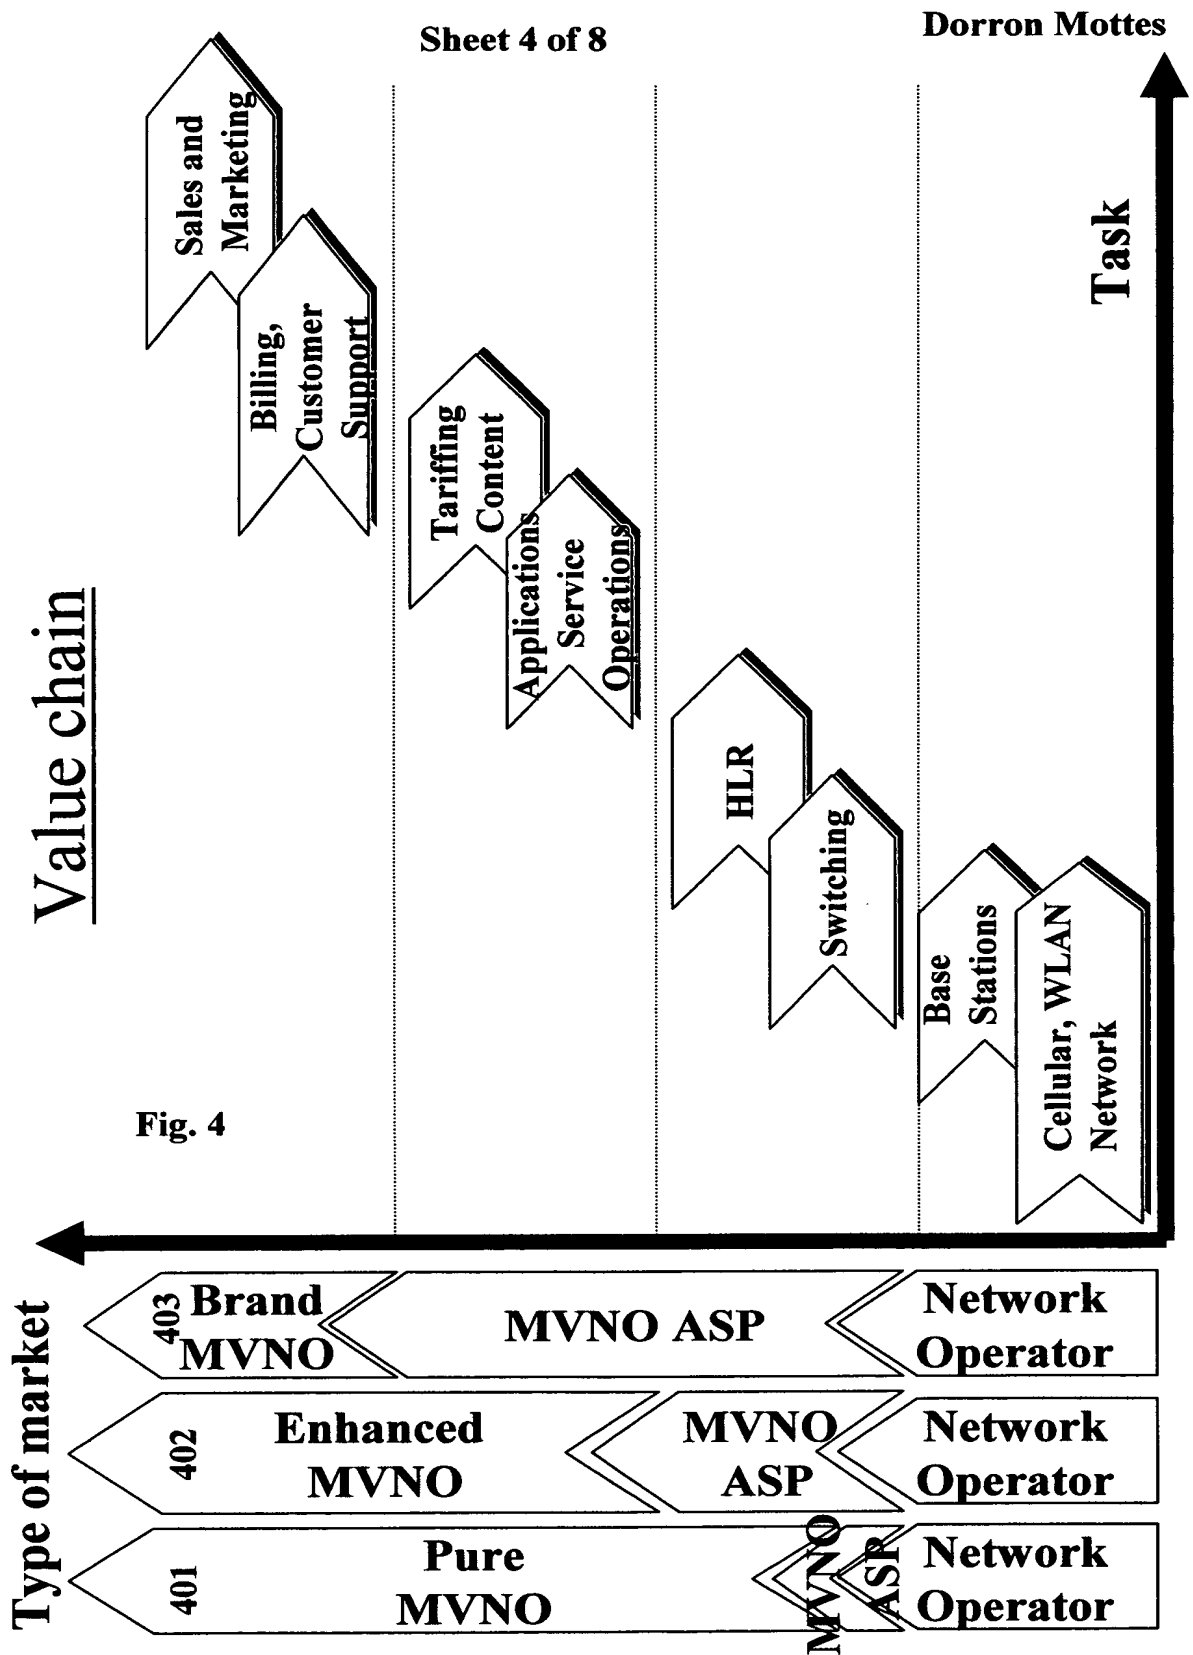 Sheet 4 of 8
Dorron Mottes
Value chain
Sales and
Marketing
Billing,
Customer
Support
Tariffing
Content
Applications
Service
Operations
HLR
Switching
Base
Stations
Cellular, WLAN
Network
Task
Fig. 4
Type of market
403
Brand
MVNO
MVNO ASP
Network
Operator
402
Enhanced
MVNO
MVNO
ASP
Network
Operator
401
Pure
MVNO
MVNO
ASP
Network
Operator